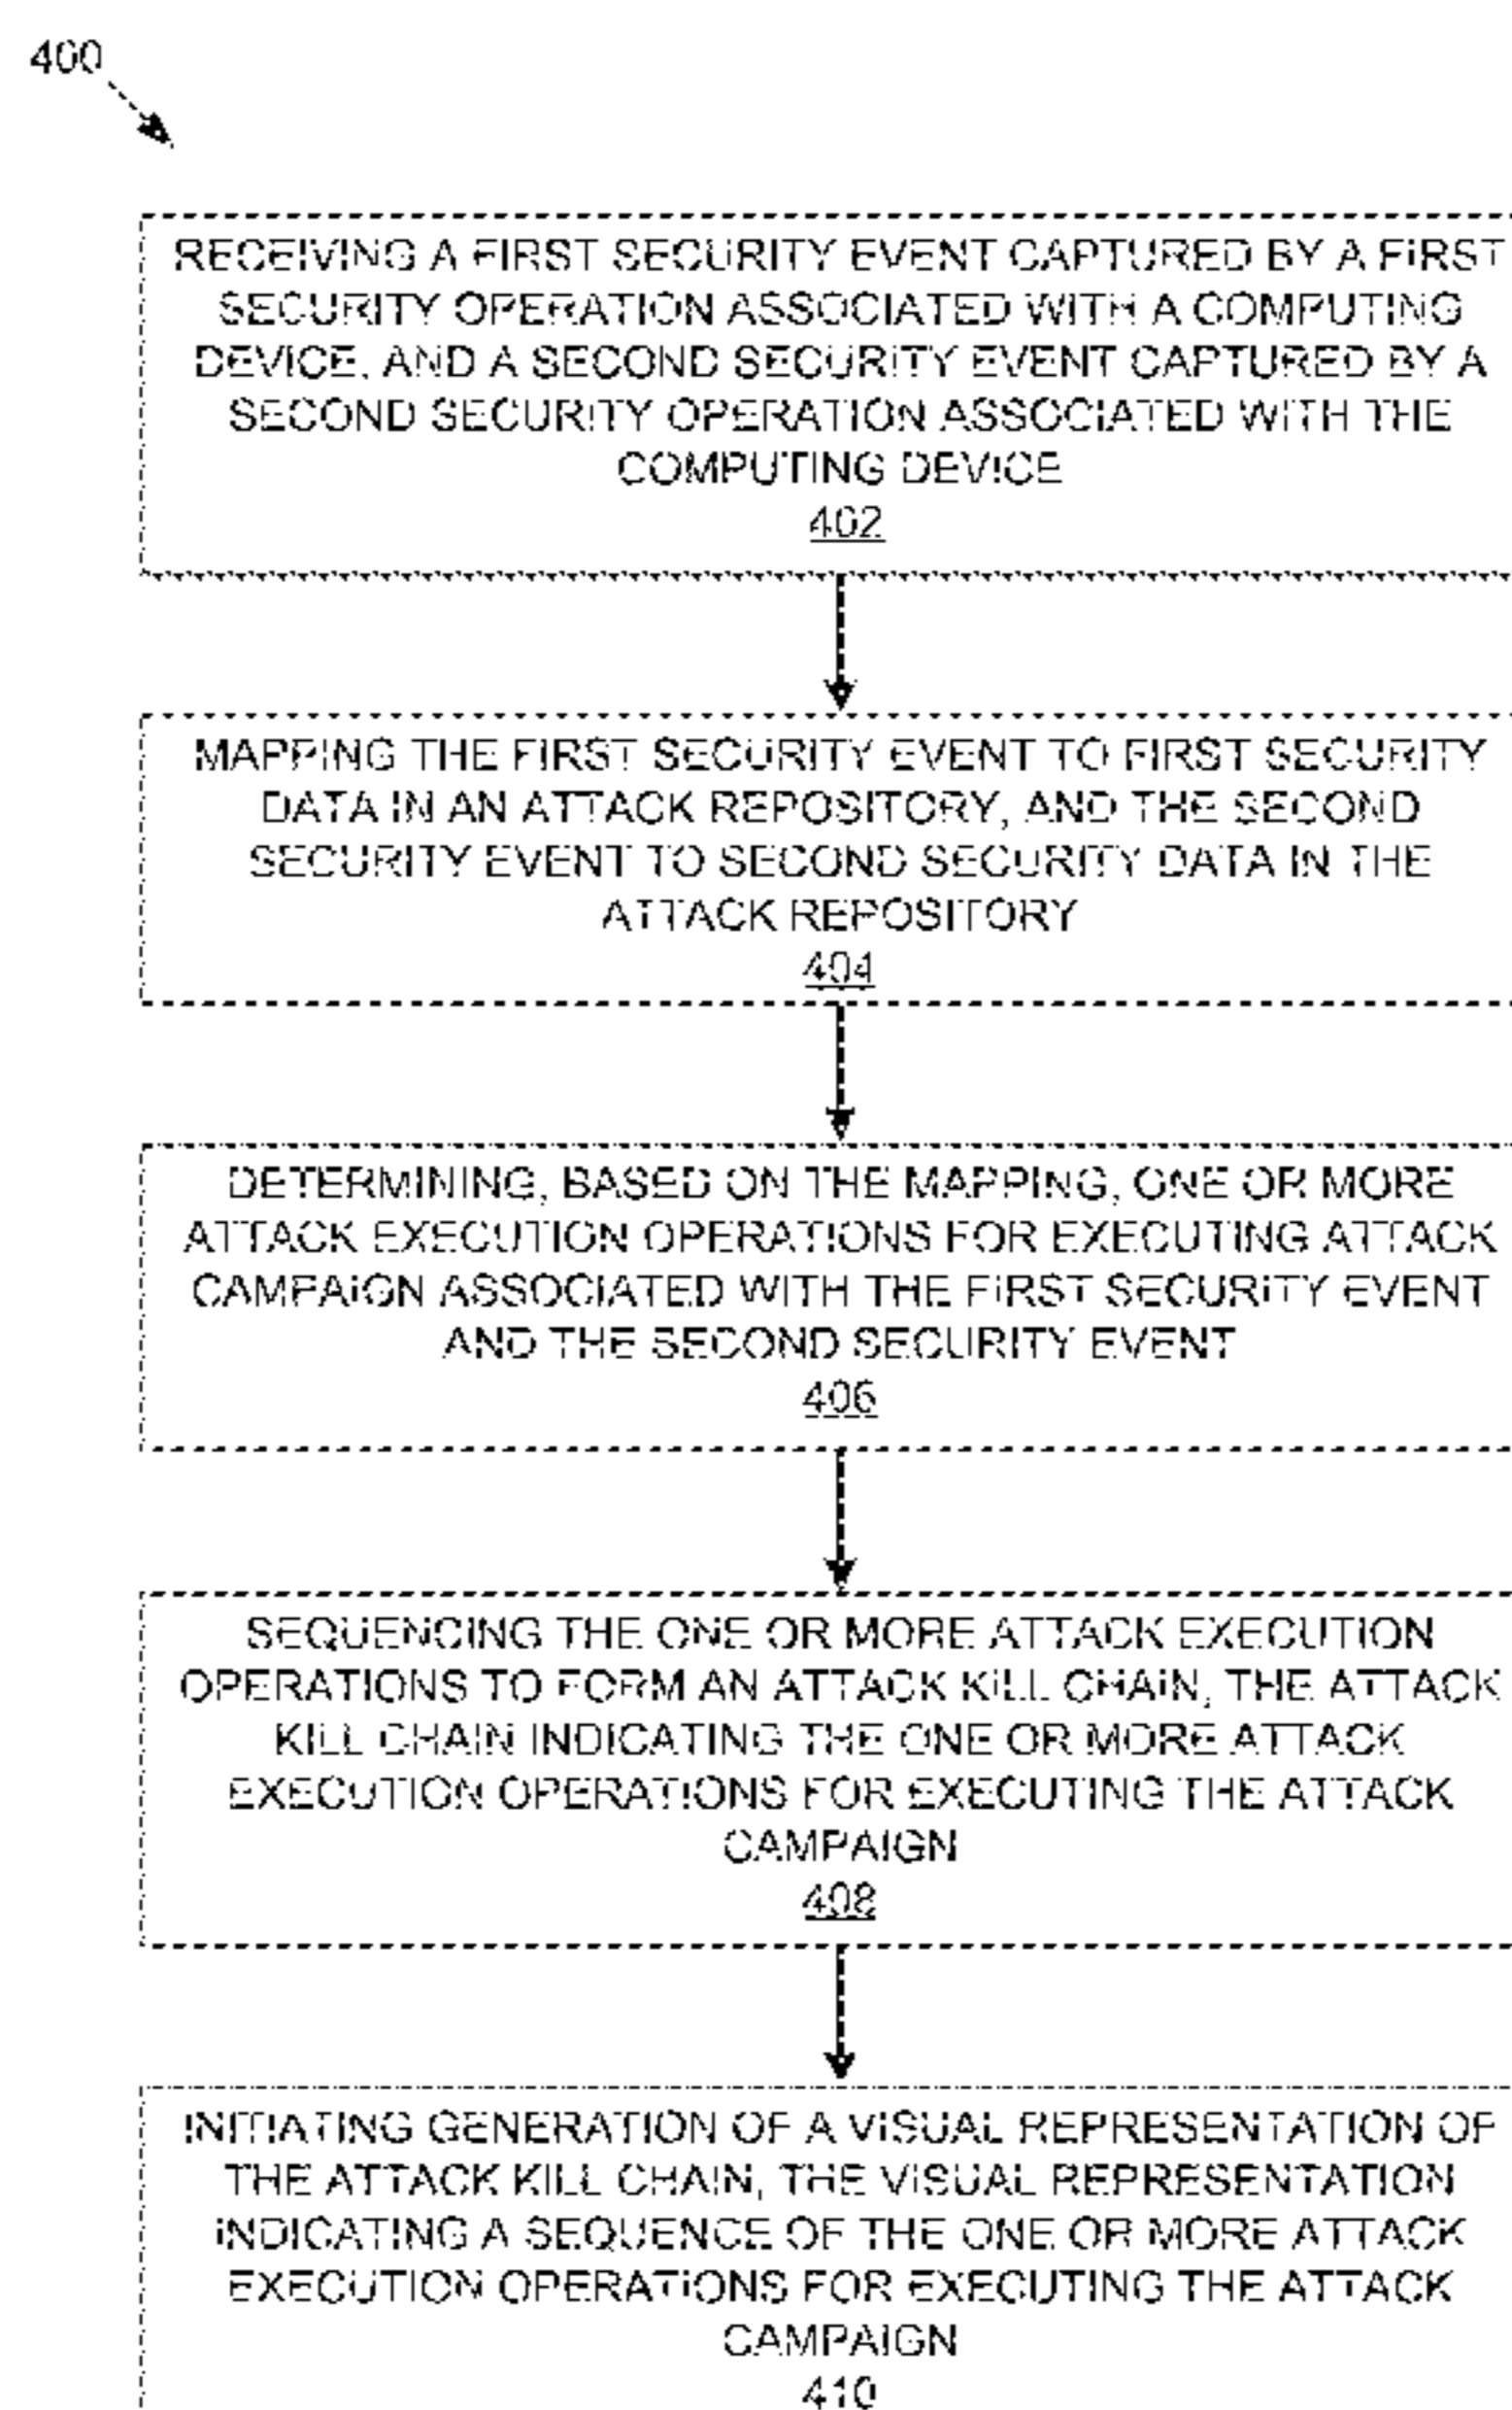 400
RECEIVING A FIRST SECURITY EVENT CAPTURED BY A FIRST
SECURITY OPERATION ASSOCIATED WITH A COMPUTING
DEVICE, AND A SECOND SECURITY EVENT CAPTURED BY A
SECOND SECURITY OPERATION ASSOCIATED WITH THE
COMPUTING DEVICE
402
MAPPING THE FIRST SECURITY EVENT TO FIRST SECURITY
DATA IN AN ATTACK REPOSITORY, AND THE SECOND
SECURITY EVENT TO SECOND SECURITY DATA IN THE
ATTACK REPOSITORY
404
DETERMINING, BASED ON THE MAPPING, ONE OR MORE
ATTACK EXECUTION OPERATIONS FOR EXECUTING ATTACK
CAMPAIGN ASSOCIATED WITH THE FIRST SECURITY EVENT
AND THE SECOND SECURITY EVENT
406
SEQUENCING THE ONE OR MORE ATTACK EXECUTION
OPERATIONS TO FORM AN ATTACK KILL CHAIN, THE ATTACK
KILL CHAIN INDICATING THE ONE OR MORE ATTACK
EXECUTION OPERATIONS FOR EXECUTING THE ATTACK
CAMPAIGN
408
INITIATING GENERATION OF A VISUAL REPRESENTATION OF
THE ATTACK KILL CHAIN, THE VISUAL REPRESENTATION
INDICATING A SEQUENCE OF THE ONE OR MORE ATTACK
EXECUTION OPERATIONS FOR EXECUTING THE ATTACK
CAMPAIGN
410